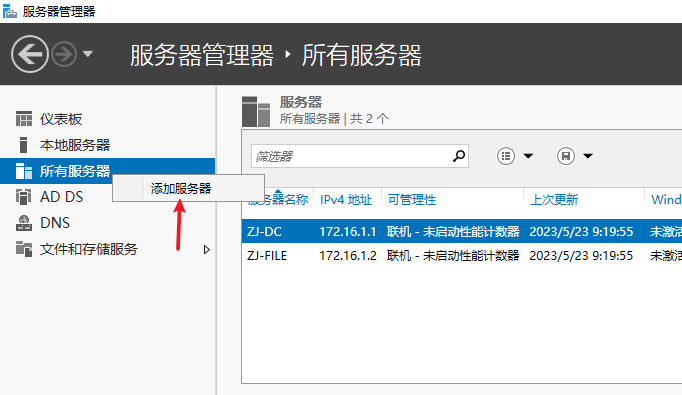 服务器管理器
服务器管理器 · 所有服务器
仪表板
本地服务器
所有服务器
添加服务器
AD DS
DNS
文件和存储服务
服务器
所有服务器 | 共 2 个
筛选器
服务器名称 IPv4 地址 可管理性 上次更新 Wind
ZJ-DC 172.16.1.1 联机 - 未启动性能计数器 2023/5/23 9:19:55 未激活
ZJ-FILE 172.16.1.2 联机 - 未启动性能计数器 2023/5/23 9:19:55 未激活